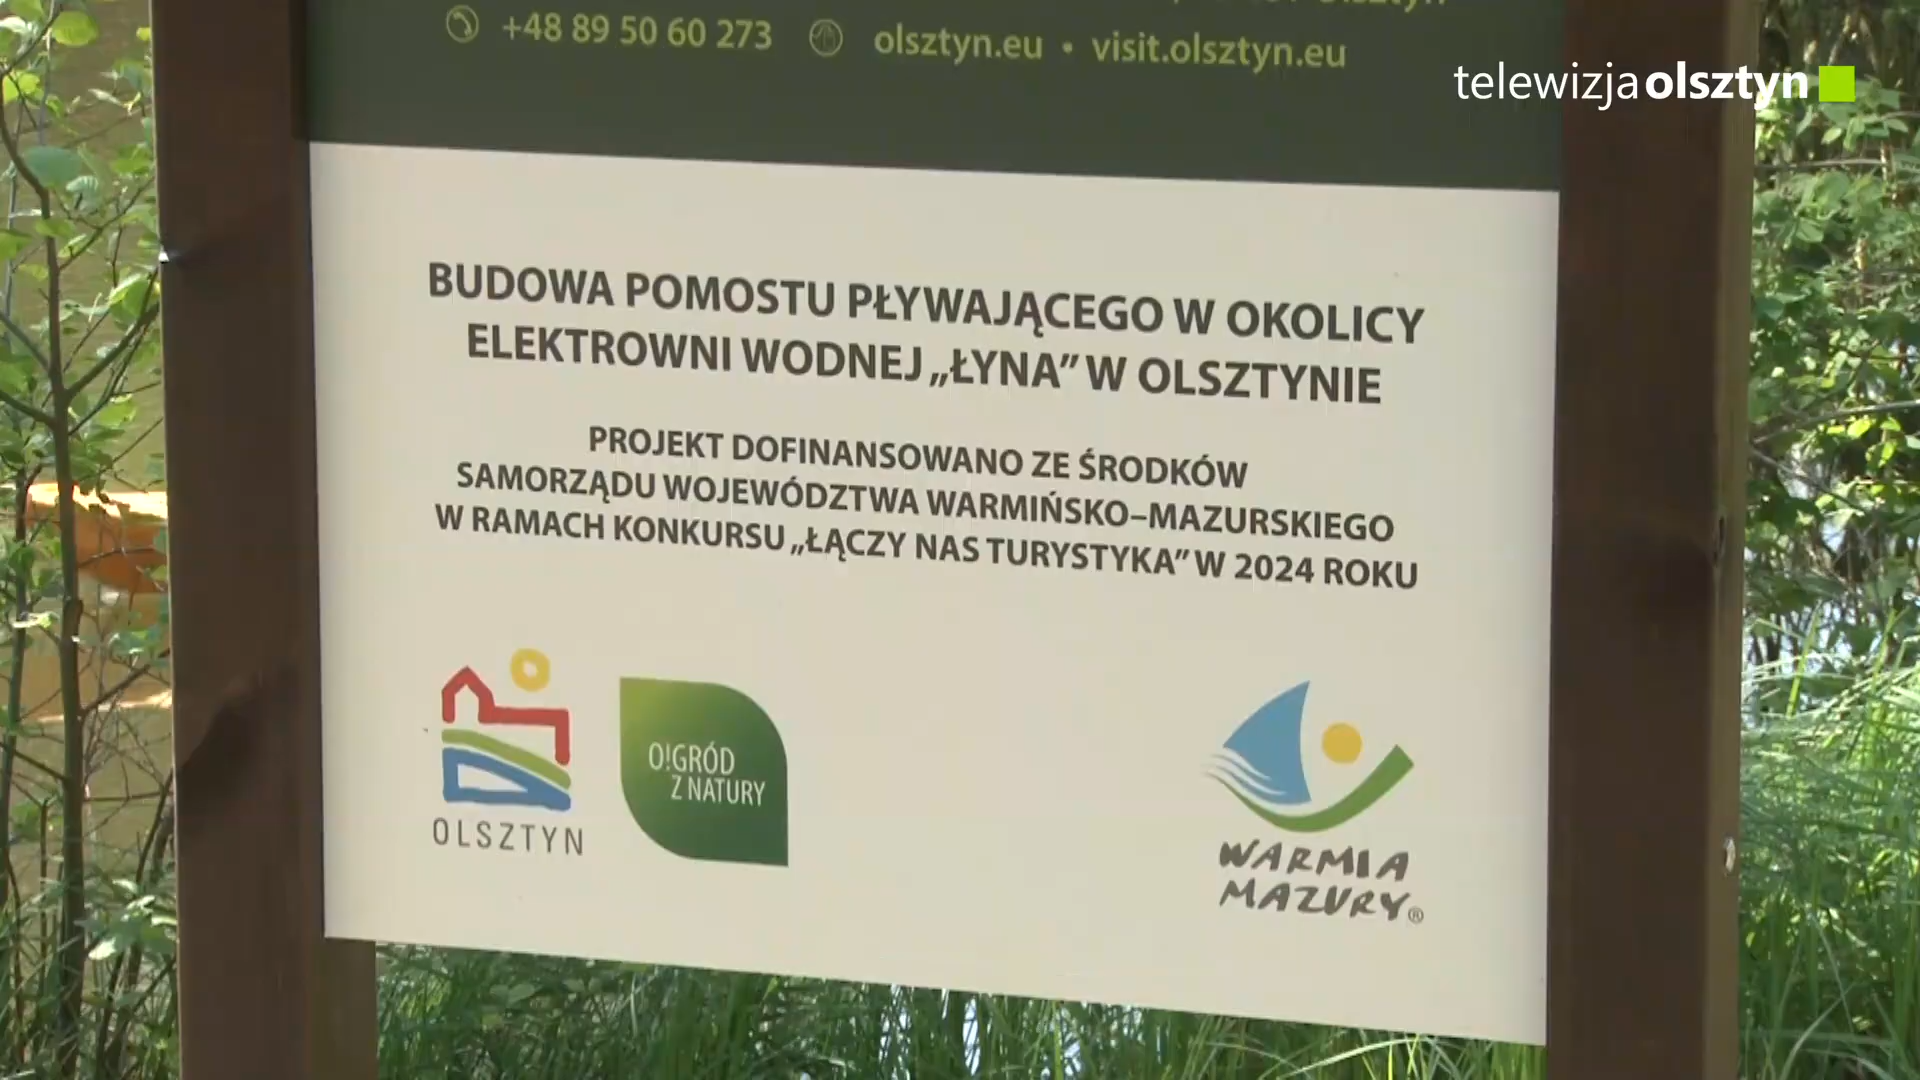 +48 89 50 60 273 olsztyn.eu • visit.olsztyn.eu
telewizjaolsztyn
BUDOWA POMOSTU PŁYWAJĄCEGO W OKOLICY
ELEKTROWNI WODNEJ „ŁYNA” W OLSZTYNIE
PROJEKT DOFINANSOWANO ZE ŚRODKÓW
SAMORZĄDU WOJEWÓDZTWA WARMIŃSKO–MAZURSKIEGO
W RAMACH KONKURSU „ŁĄCZY NAS TURYSTYKA” W 2024 ROKU
O!GRÓD
Z NATURY
OLSZTYN
WARMIA
MAZURY®